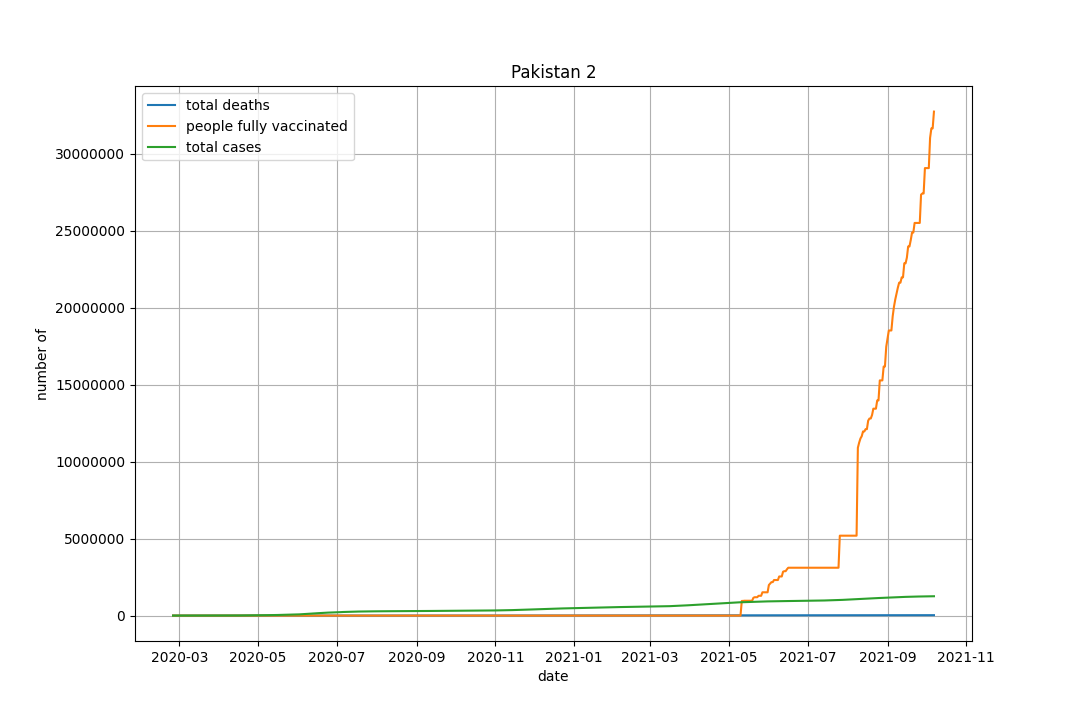 Pakistan 2
total deaths
people fully vaccinated
total cases
30000000
25000000
20000000
15000000
10000000
5000000
0
number of
2020-03 2020-05 2020-07 2020-09 2020-11 2021-01 2021-03 2021-05 2021-07 2021-09 2021-11
date